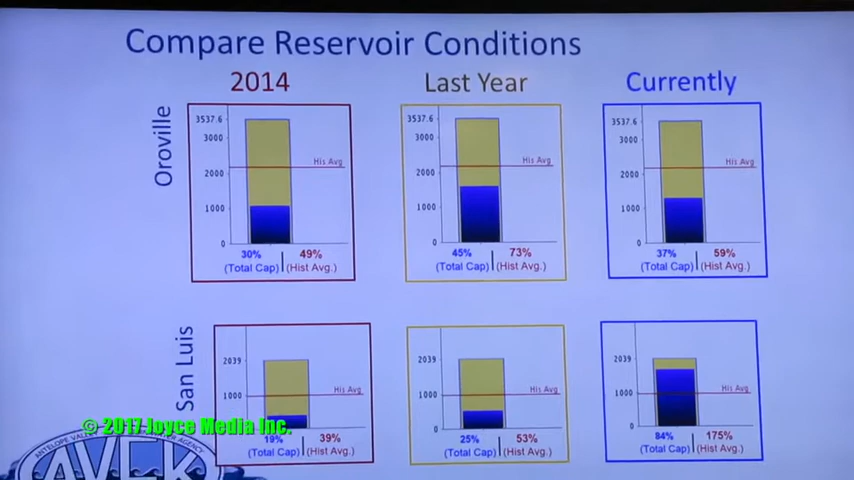 Compare Reservoir Conditions
2014 Last Year Currently
Oroville
3537.6
3000
2000
1000
0
His Avg
30% 49%
(Total Cap) (Hist Avg.)
3537.6
3000
2000
1000
0
His Avg
45% 73%
(Total Cap) (Hist Avg.)
3537.6
3000
2000
1000
0
His Avg
37% 59%
(Total Cap) (Hist Avg.)
San Luis
2039
1000
His Avg
19% 39%
(Total Cap) (Hist Avg.)
2039
1000
0
His Avg
25% 53%
(Total Cap) (Hist Avg.)
2039
1000
0
His Avg
84% 175%
(Total Cap) (Hist Avg.)
© 2017 Joyce Media Inc.
ANTELOPE VALLEY AGENCY
AVEK